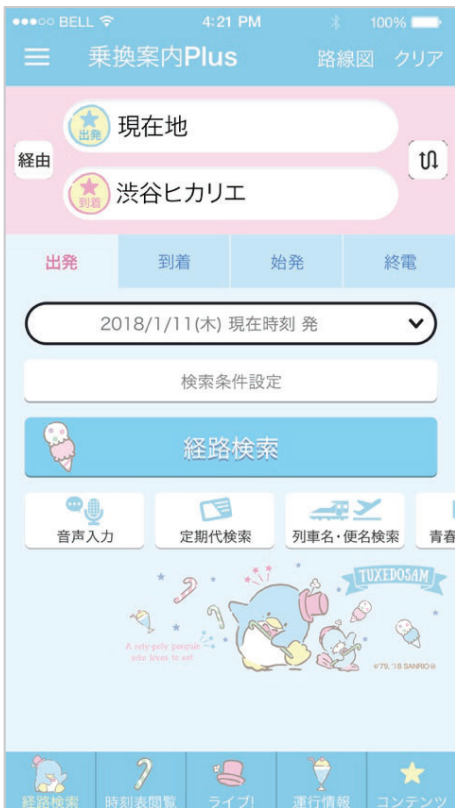 BELL 4:21 PM 100%
乗換案内Plus 路線図 クリア
出発 現在地
経由
到着 渋谷ヒカリエ
出発 到着 始発 終電
2018/1/11(木) 現在時刻 発
検索条件設定
経路検索
音声入力 定期代検索 列車名・便名検索 青春
TUXEDOSAM
A roly-poly penguin
who loves to eat
©'79, '18 SANRIO®
経路検索 時刻表閲覧 ライブ! 運行情報 コンテンツ